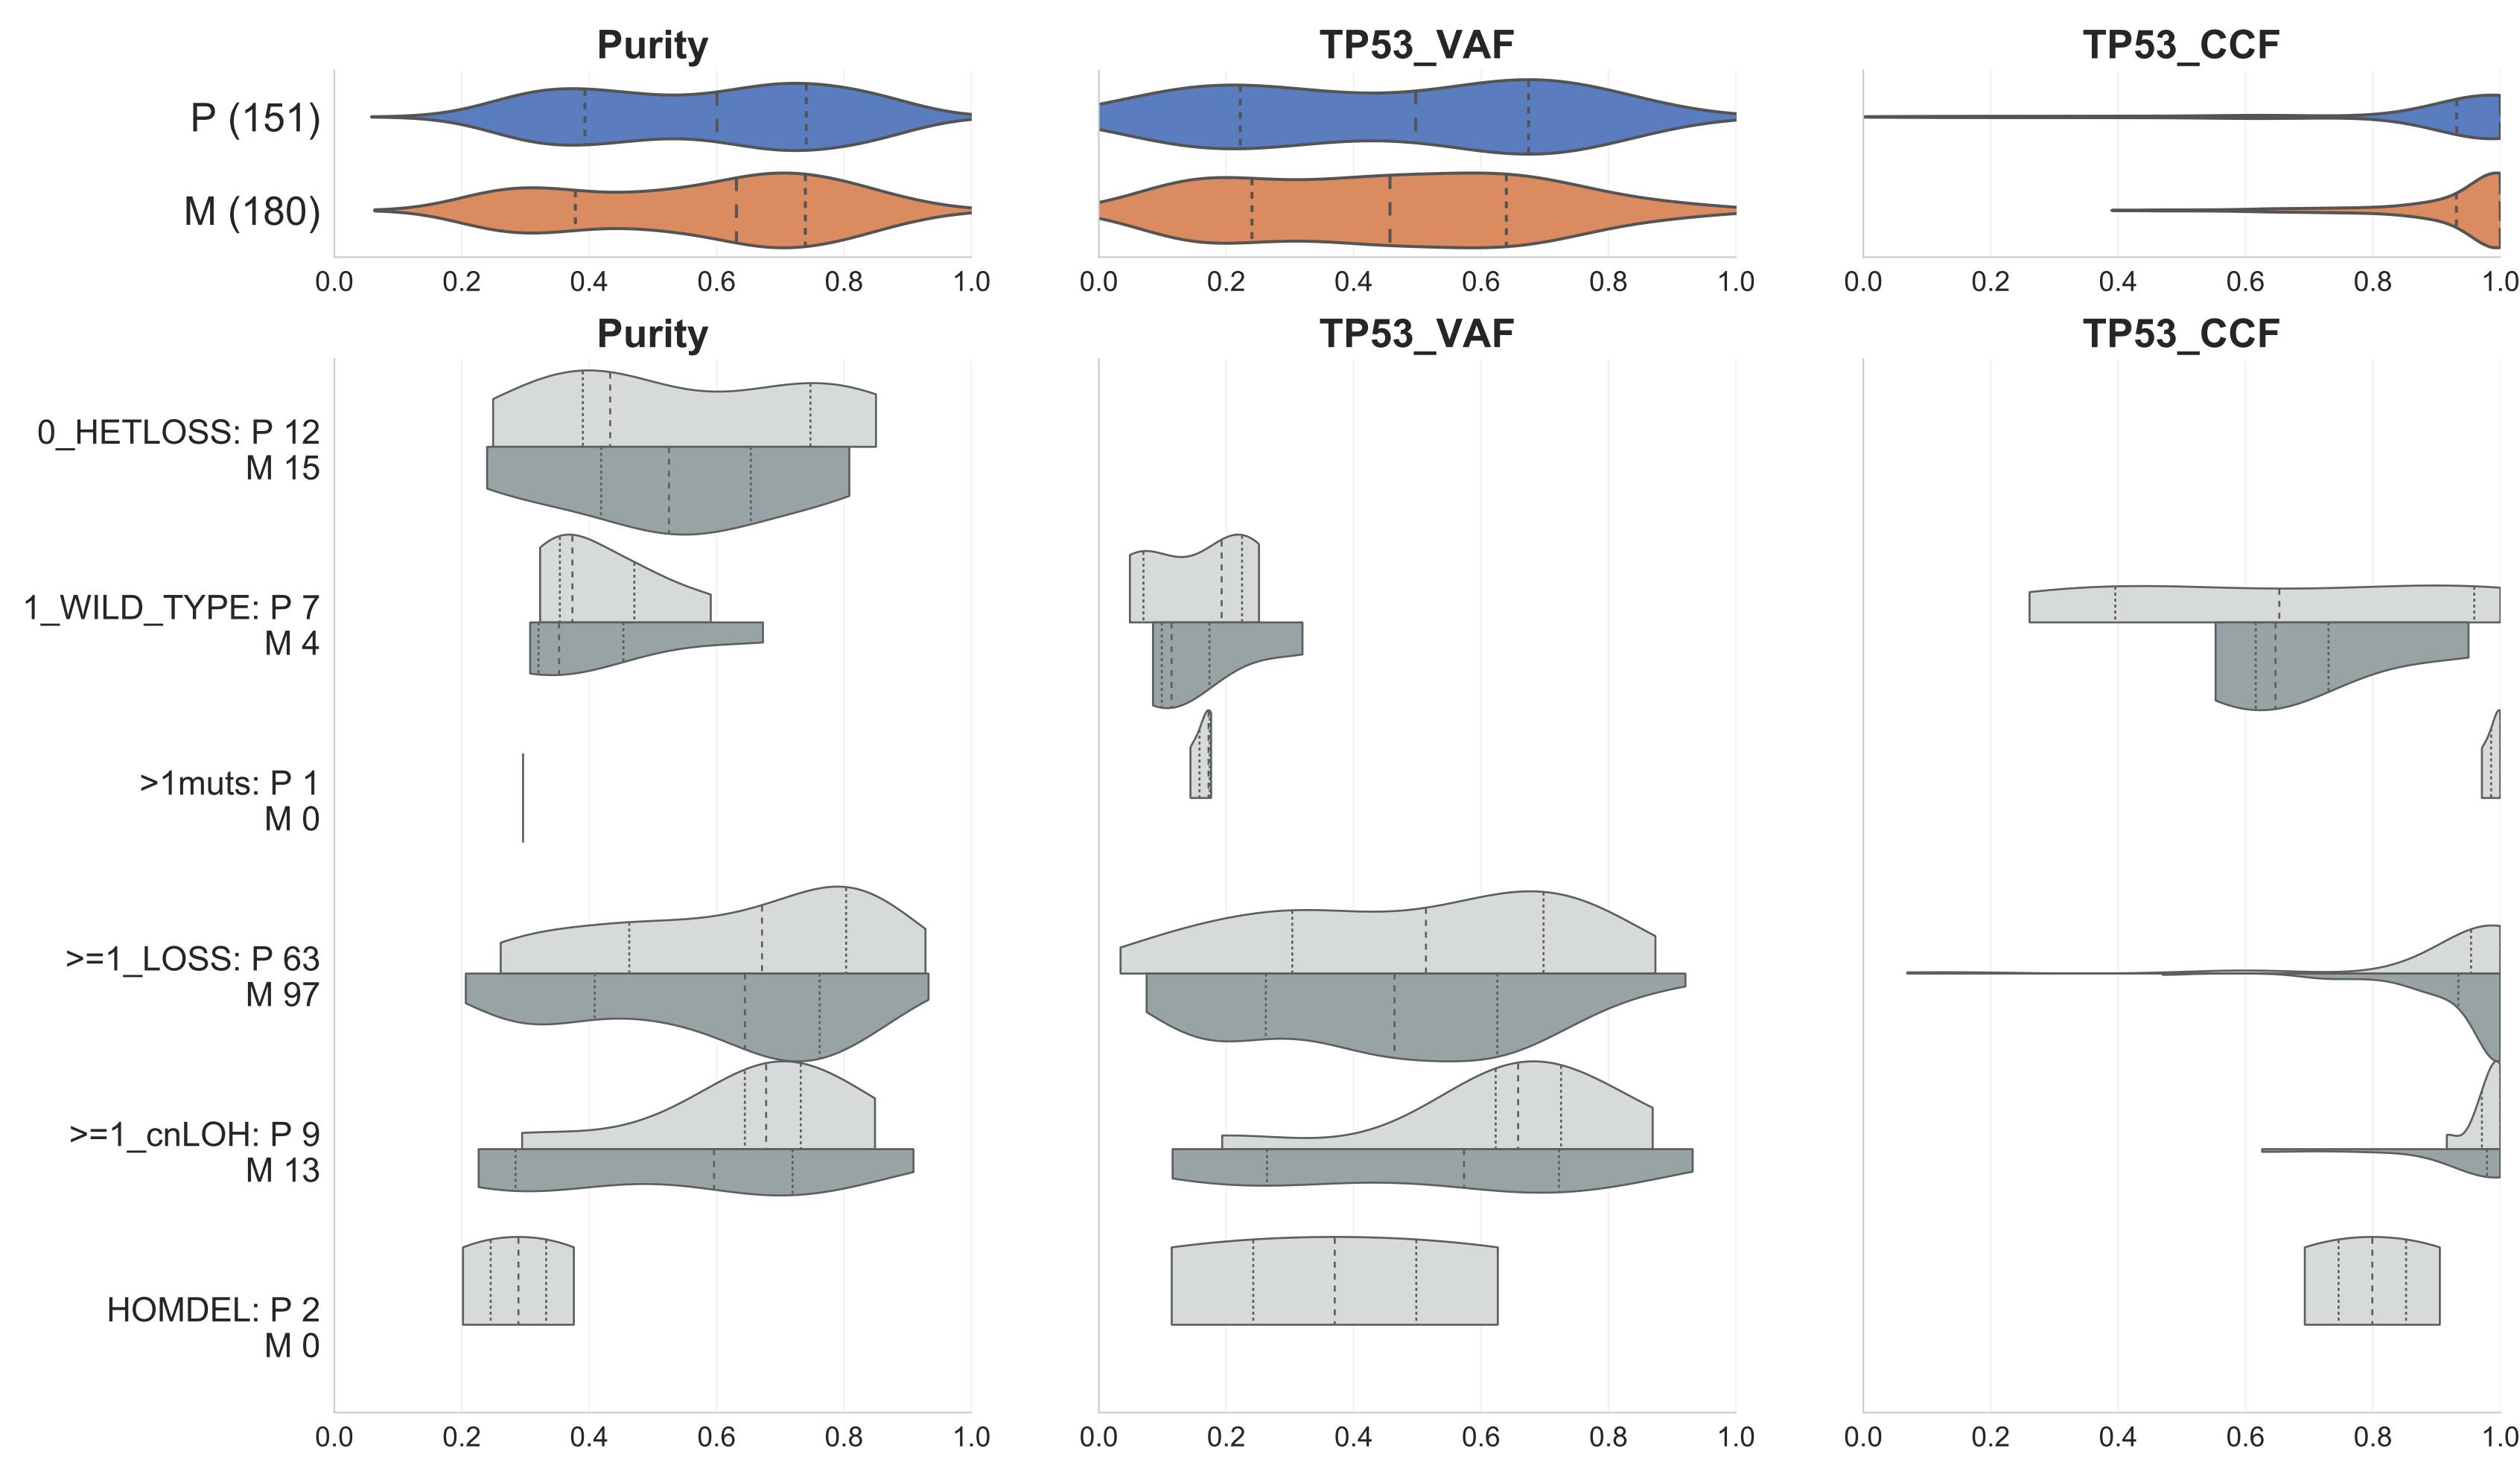 Purity TP53_VAF TP53_CCF
P (151)
M (180)
0.0 0.2 0.4 0.6 0.8 1.0 0.0 0.2 0.4 0.6 0.8 1.0 0.0 0.2 0.4 0.6 0.8 1.0
Purity TP53_VAF TP53_CCF
0_HETLOSS: P 12
M 15
1_WILD_TYPE: P 7
M 4
>1muts: P 1
M 0
>=1_LOSS: P 63
M 97
>=1_cnLOH: P 9
M 13
HOMDEL: P 2
M 0
0.0 0.2 0.4 0.6 0.8 1.0 0.0 0.2 0.4 0.6 0.8 1.0 0.0 0.2 0.4 0.6 0.8 1.0